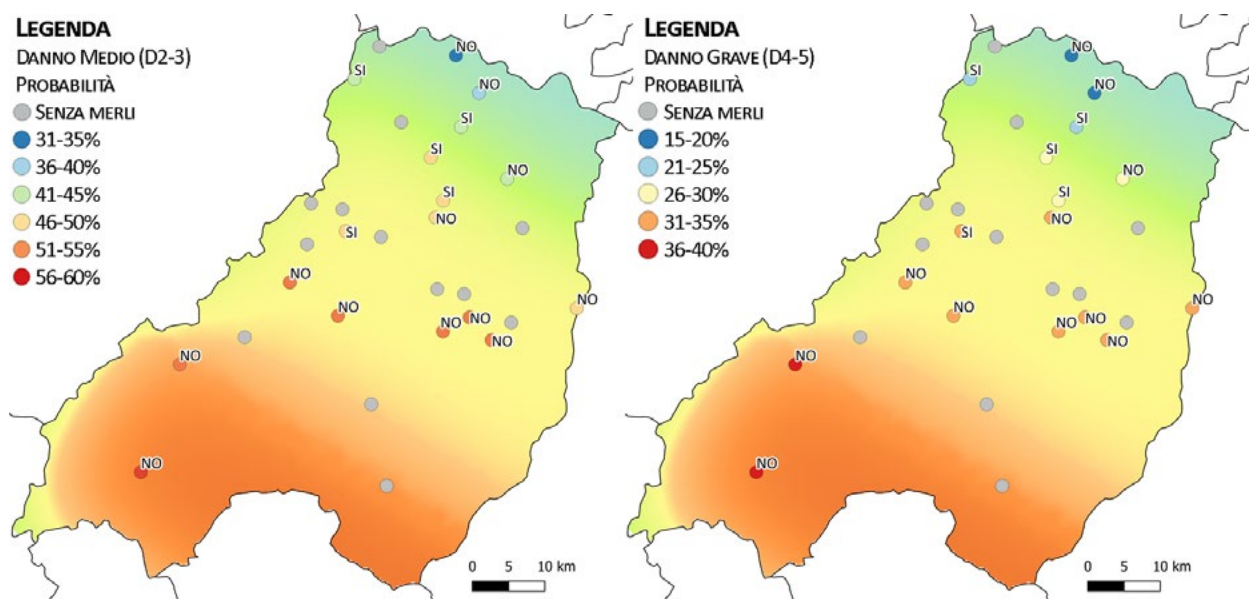 LEGENDA
DANNO MEDIO (D2-3)
PROBABILITÀ
SENZA MERLI
31-35%
36-40%
41-45%
46-50%
51-55%
56-60%
NO
SI
NO
SI
SI
NO
SI
NO
SI
NO
NO
NO
NO
NO
NO
NO
NO
0 5 10 km
LEGENDA
DANNO GRAVE (D4-5)
PROBABILITÀ
SENZA MERLI
15-20%
21-25%
26-30%
31-35%
36-40%
NO
SI
NO
SI
SI
NO
SI
NO
SI
NO
NO
NO
NO
NO
NO
NO
NO
0 5 10 km